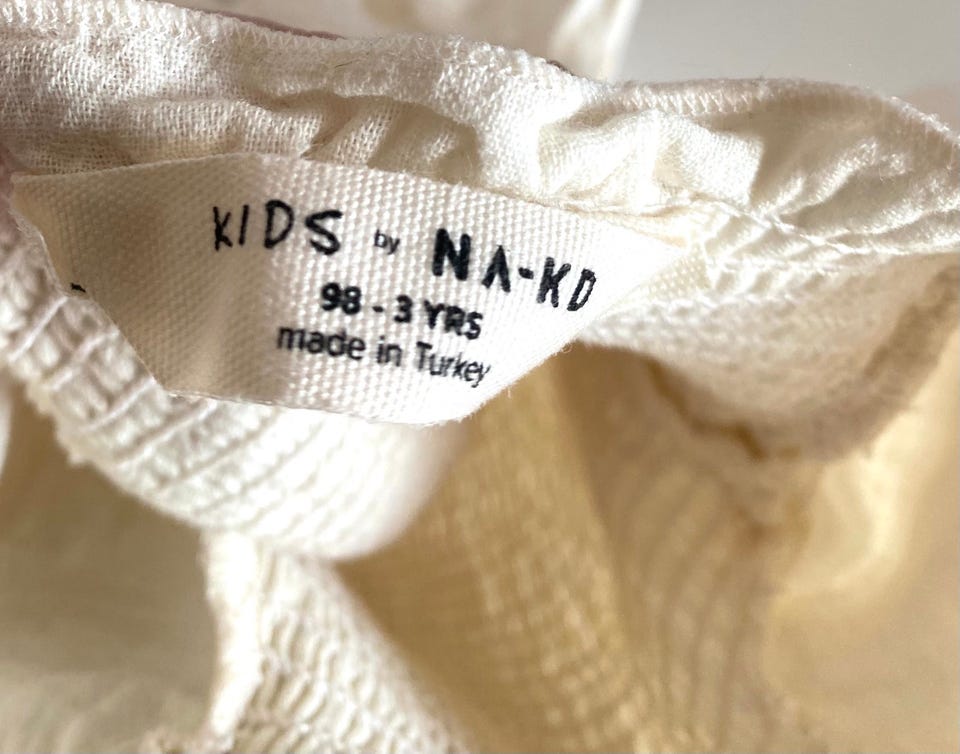 KIDS by NA-KD
98 - 3 YRS
made in Turkey